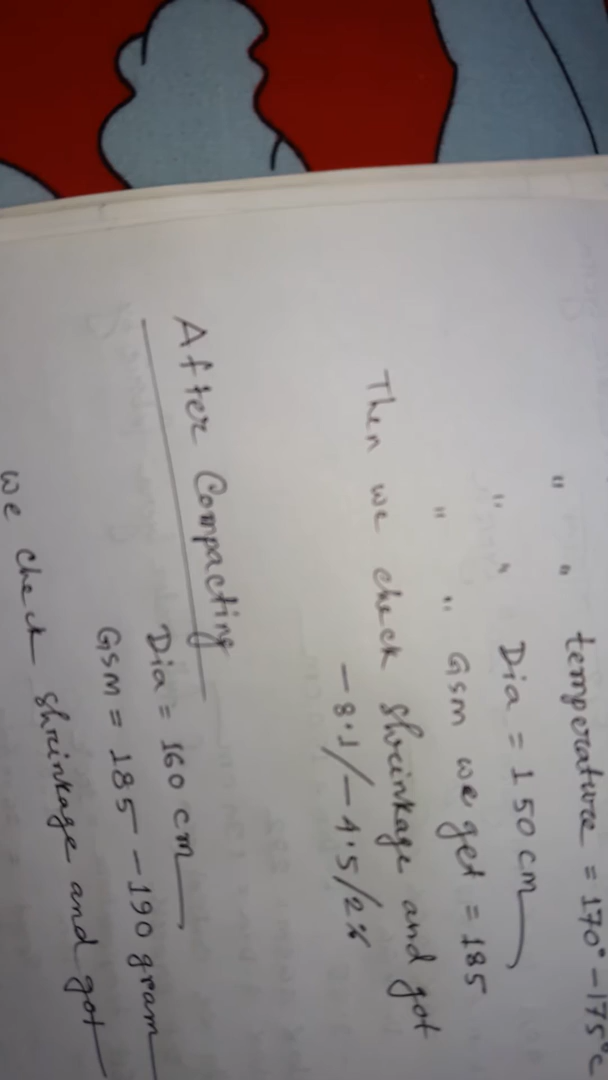 " " temperature = 170° - 175°c
" " Dia = 150 cm
" " Gsm we get = 185
Then we check shrinkage and got
-8.1/-4.5/2%
After Compacting
Dia = 160 cm
Gsm = 185 - 190 gram
we check shrinkage and got